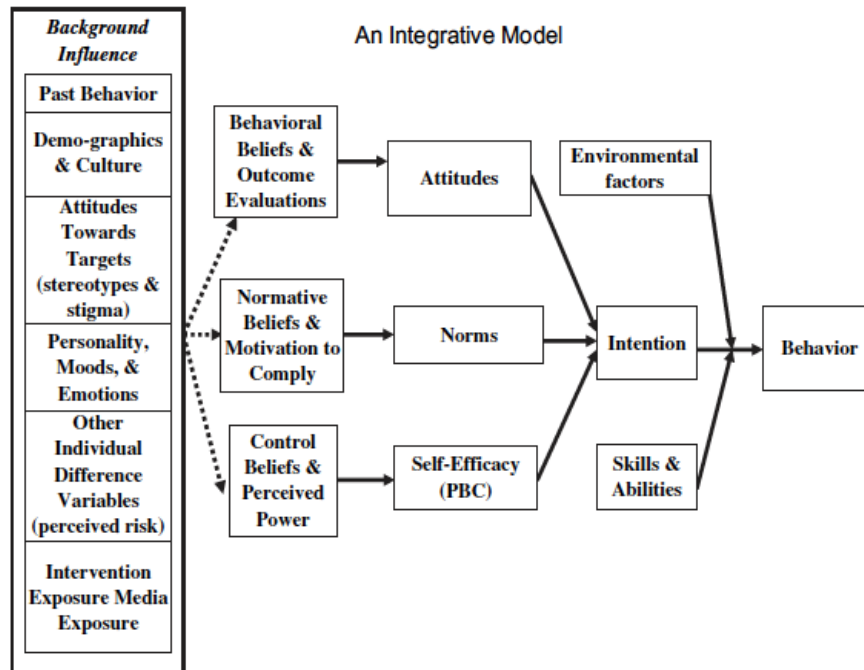 Background
Influence
An Integrative Model
Past Behavior
Demo-graphics
& Culture
Attitudes
Towards
Targets
(stereotypes &
stigma)
Personality,
Moods, &
Emotions
Other
Individual
Difference
Variables
(perceived risk)
Intervention
Exposure Media
Exposure
Behavioral
Beliefs &
Outcome
Evaluations
Normative
Beliefs &
Motivation to
Comply
Control
Beliefs &
Perceived
Power
Attitudes
Norms
Self-Efficacy
(PBC)
Environmental
factors
Intention
Skills &
Abilities
Behavior